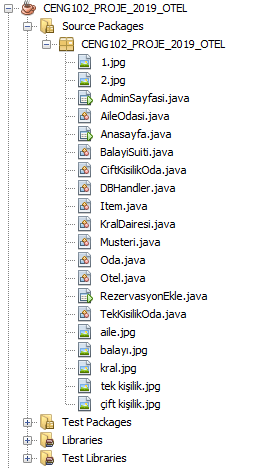 CENG102_PROJE_2019_OTEL
Source Packages
CENG102_PROJE_2019_OTEL
1.jpg
2.jpg
AdminSayfasi.java
AileOdasi.java
Anasayfa.java
BalayiSuiti.java
CiftKisilikOda.java
DBHandler.java
Item.java
KralDairesi.java
Musteri.java
Oda.java
Otel.java
RezervasyonEkle.java
TekKisilikOda.java
aile.jpg
balayı.jpg
kral.jpg
tek kişilik.jpg
çift kişilik.jpg
Test Packages
Libraries
Test Libraries